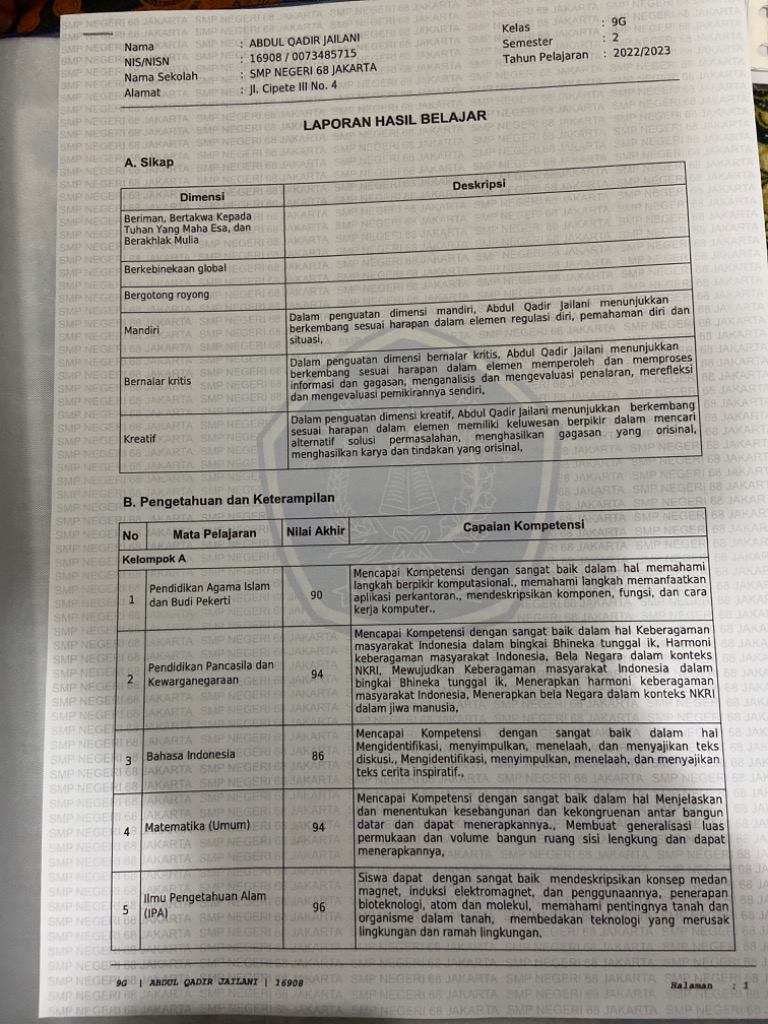 Nama : ABDUL QADIR JAILANI
NIS/NISN : 16908 / 0073485715
Nama Sekolah : SMP NEGERI 68 JAKARTA
Alamat : Jl. Cipete III No. 4
Kelas : 9G
Semester : 2
Tahun Pelajaran : 2022/2023
LAPORAN HASIL BELAJAR
A. Sikap
Dimensi Deskripsi
Beriman, Bertakwa Kepada
Tuhan Yang Maha Esa, dan
Berakhlak Mulia
Berkebinekaan global
Bergotong royong
Mandiri
Dalam penguatan dimensi mandiri, Abdul Qadir Jailani menunjukkan
berkembang sesuai harapan dalam elemen regulasi diri, pemahaman diri dan
situasi,
Bernalar kritis
Dalam penguatan dimensi bernalar kritis, Abdul Qadir Jailani menunjukkan
berkembang sesuai harapan dalam elemen memperoleh dan memproses
informasi dan gagasan, menganalisis dan mengevaluasi penalaran, merefleksi
dan mengevaluasi pemikirannya sendiri,
Kreatif
Dalam penguatan dimensi kreatif, Abdul Qadir Jailani menunjukkan berkembang
sesuai harapan dalam elemen memiliki keluwesan berpikir dalam mencari
alternatif solusi permasalahan, menghasilkan gagasan yang orisinal,
menghasilkan karya dan tindakan yang orisinal,
B. Pengetahuan dan Keterampilan
No Mata Pelajaran Nilai Akhir Capaian Kompetensi
Kelompok A
1 Pendidikan Agama Islam
dan Budi Pekerti
90
Mencapai Kompetensi dengan sangat baik dalam hal memahami
langkah berpikir komputasional., memahami langkah memanfaatkan
aplikasi perkantoran., mendeskripsikan komponen, fungsi, dan cara
kerja komputer.,
2 Pendidikan Pancasila dan
Kewarganegaraan
94
Mencapai Kompetensi dengan sangat baik dalam hal Keberagaman
masyarakat Indonesia dalam bingkai Bhineka tunggal ik, Harmoni
keberagaman masyarakat Indonesia, Bela Negara dalam konteks
NKRI, Mewujudkan Keberagaman masyarakat Indonesia dalam
bingkai Bhineka tunggal ik, Menerapkan harmoni keberagaman
masyarakat Indonesia, Menerapkan bela Negara dalam konteks NKRI
dalam jiwa manusia,
3 Bahasa Indonesia
86
Mencapai Kompetensi dengan sangat baik dalam hal
Mengidentifikasi, menyimpulkan, menelaah, dan menyajikan teks
diskusi., Mengidentifikasi, menyimpulkan, menelaah, dan menyajikan
teks cerita inspiratif.,
4 Matematika (Umum)
94
Mencapai Kompetensi dengan sangat baik dalam hal Menjelaskan
dan menentukan kesebangunan dan kekongruenan antar bangun
datar dan dapat menerapkannya., Membuat generalisasi luas
permukaan dan volume bangun ruang sisi lengkung dan dapat
menerapkannya,
5 Ilmu Pengetahuan Alam
(IPA)
96
Siswa dapat dengan sangat baik mendeskripsikan konsep medan
magnet, induksi elektromagnet, dan penggunaannya, penerapan
bioteknologi, atom dan molekul, memahami pentingnya tanah dan
organisme dalam tanah, membedakan teknologi yang merusak
lingkungan dan ramah lingkungan.
9G | ABDUL QADIR JAILANI | 16908
Halaman : 1